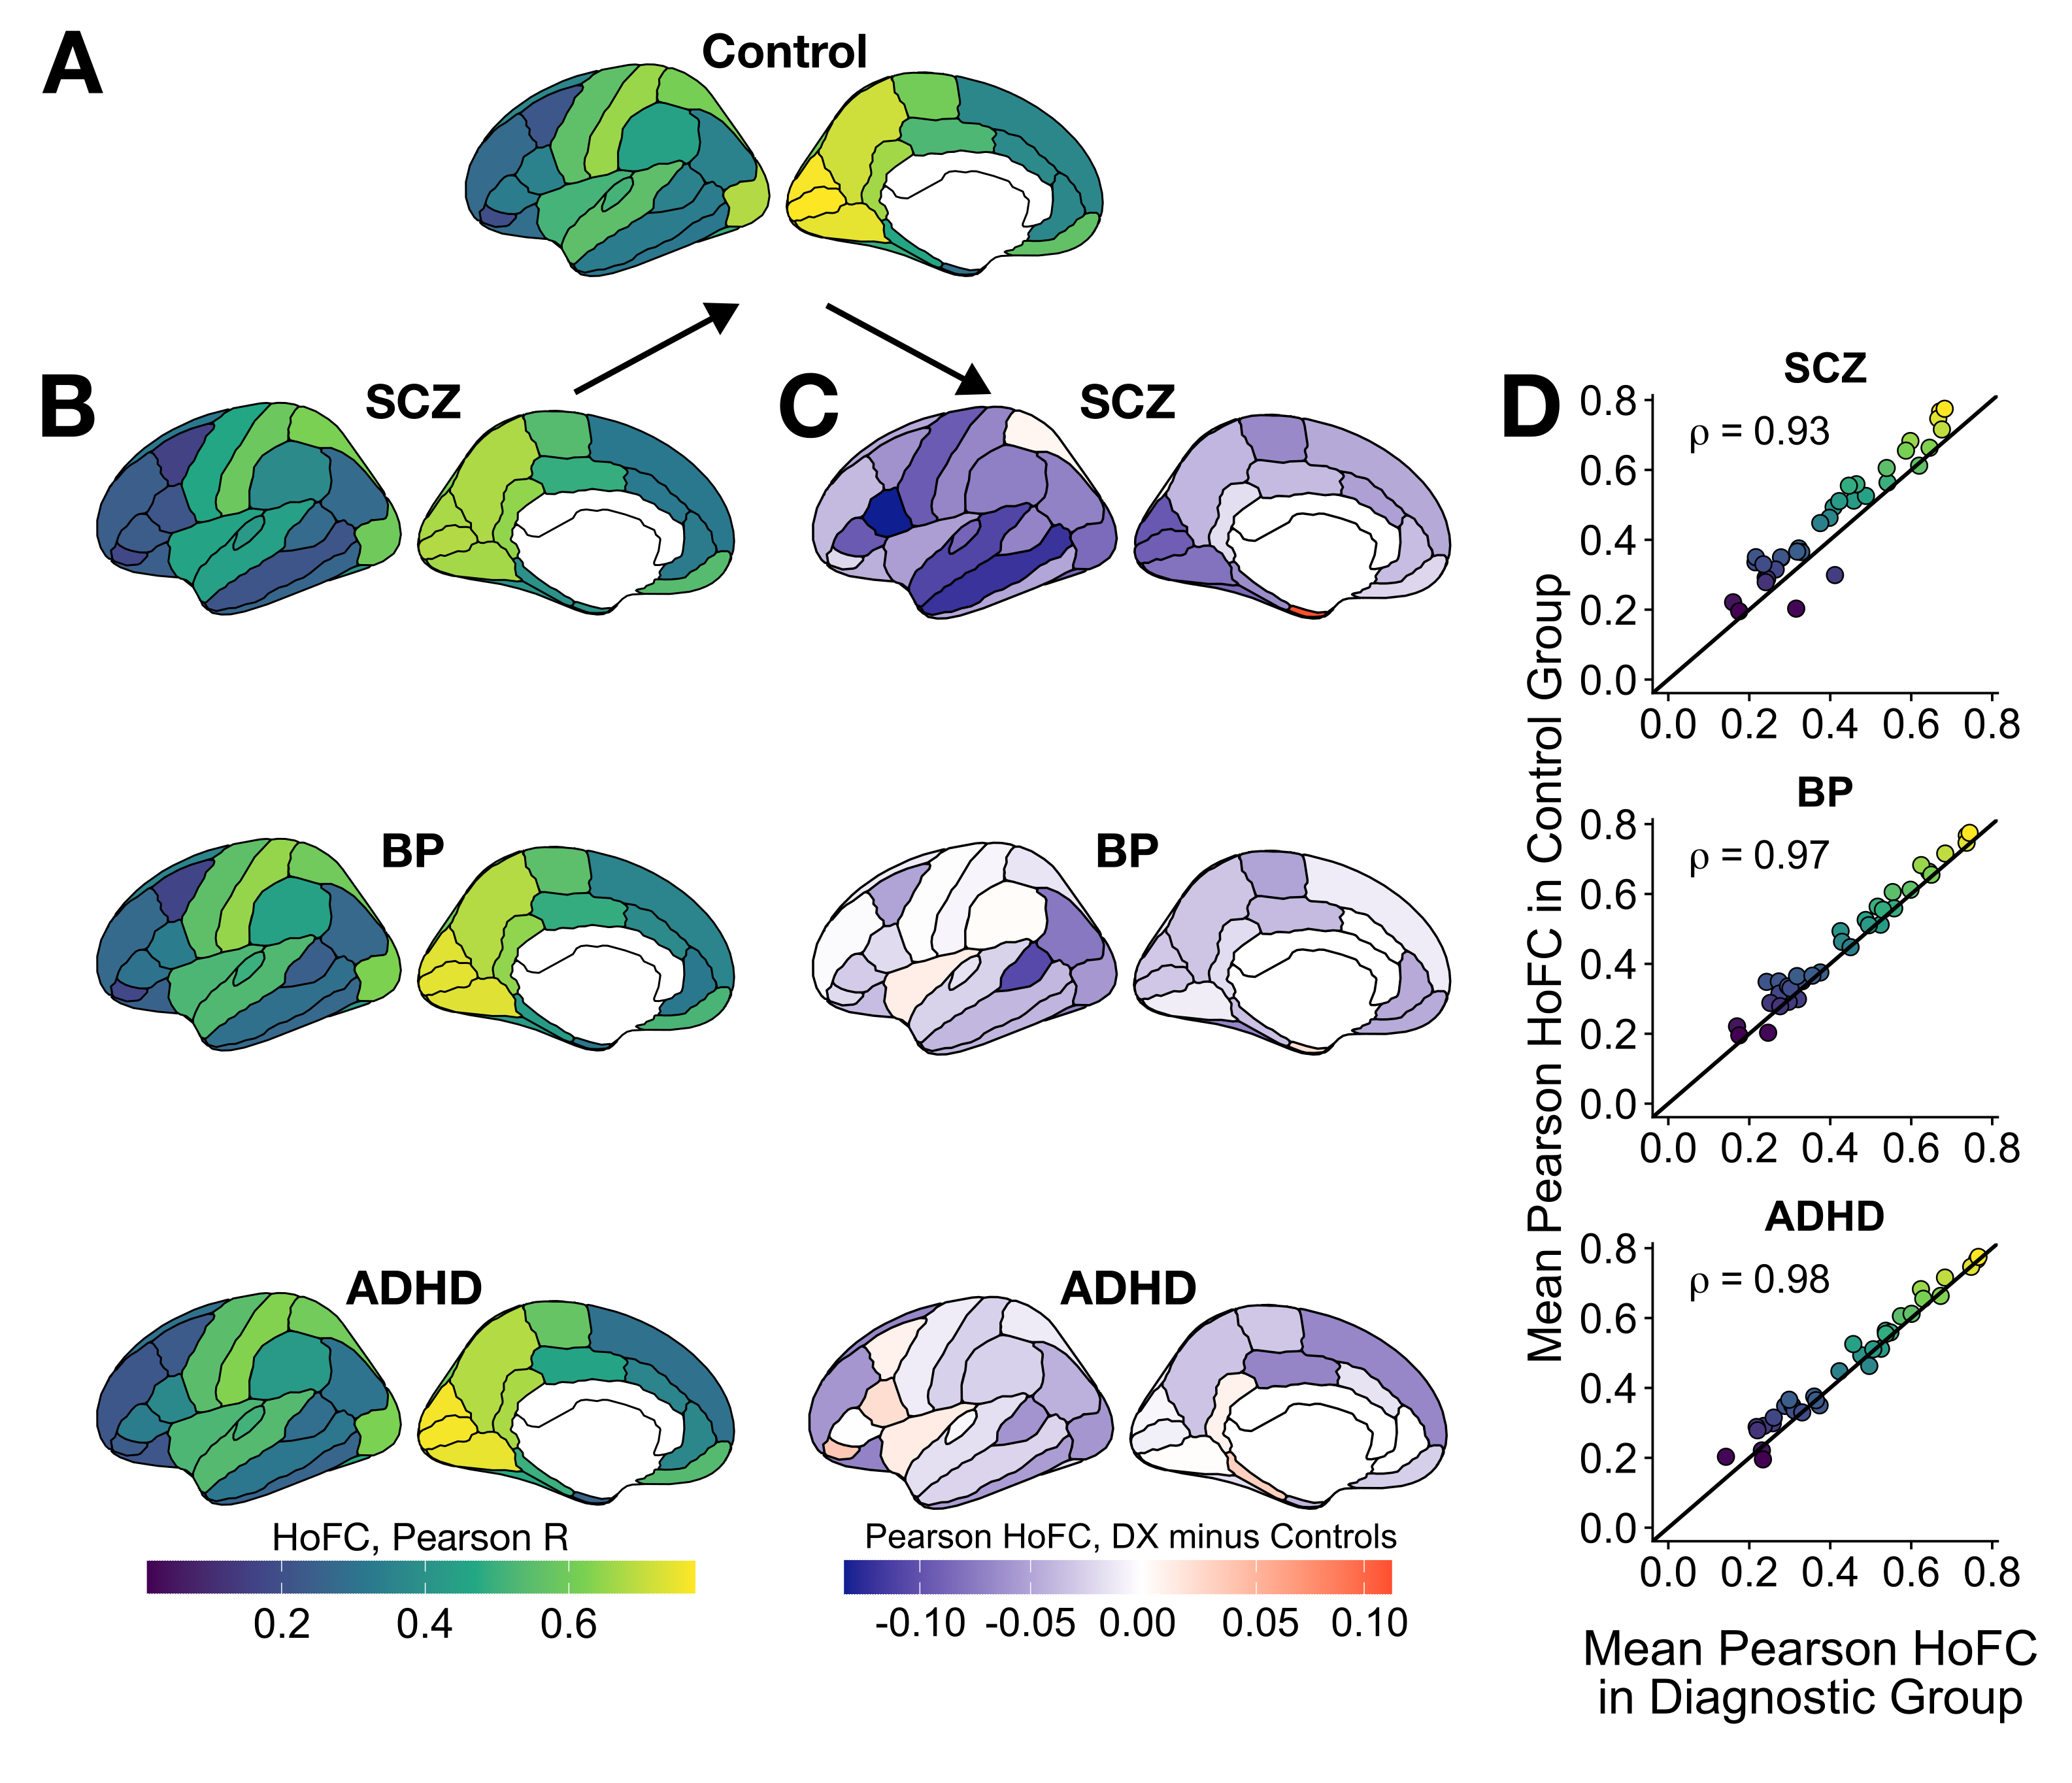 A
Control
B
SCZ
C
SCZ
D
SCZ
ρ = 0.93
0.8
0.6
0.4
0.2
0.0
0.0 0.2 0.4 0.6 0.8
BP
BP
BP
ρ = 0.97
0.8
0.6
0.4
0.2
0.0
0.0 0.2 0.4 0.6 0.8
ADHD
ADHD
ADHD
ρ = 0.98
0.8
0.6
0.4
0.2
0.0
0.0 0.2 0.4 0.6 0.8
Mean Pearson HoFC in Control Group
Mean Pearson HoFC
in Diagnostic Group
HoFC, Pearson R
0.2 0.4 0.6
Pearson HoFC, DX minus Controls
-0.10 -0.05 0.00 0.05 0.10